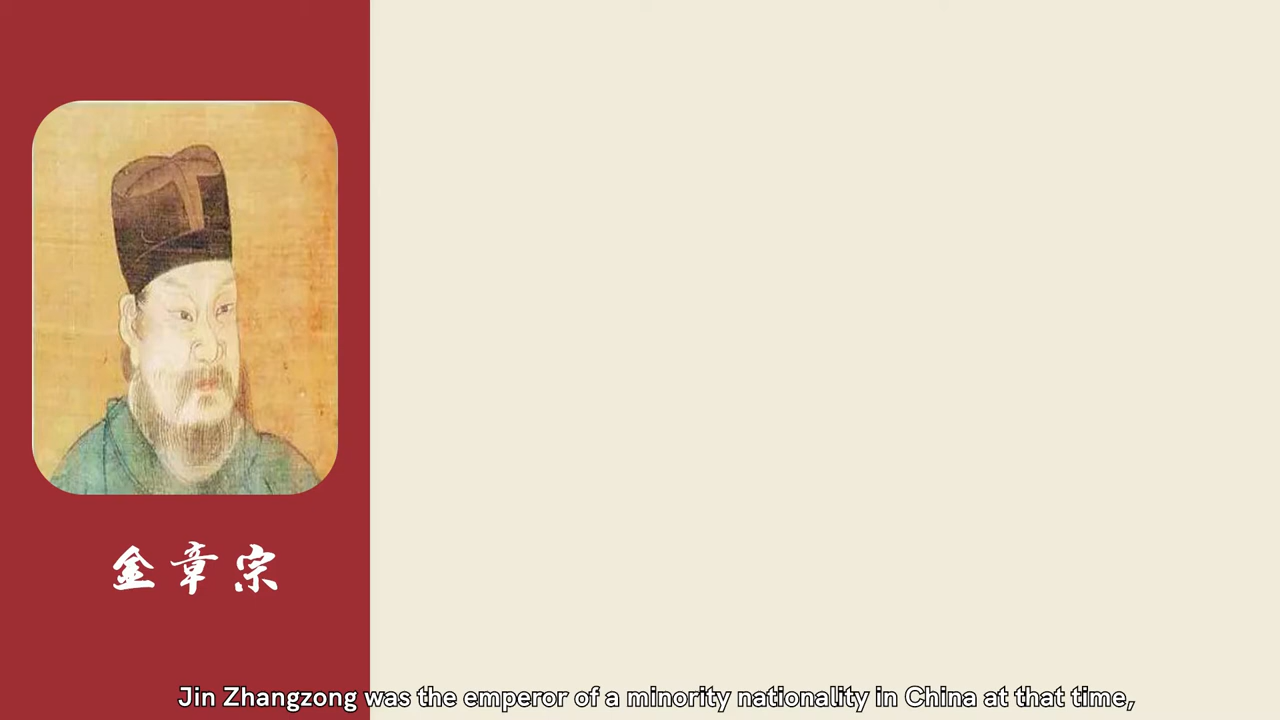 金章宗
Jin Zhangzong was the emperor of a minority nationality in China at that time,